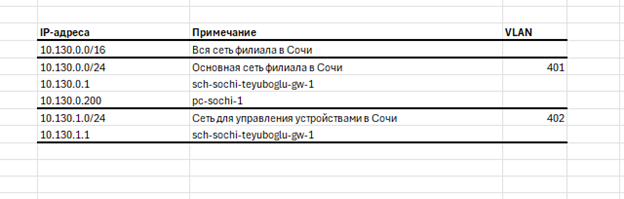 IP-адреса Примечание VLAN
10.130.0.0/16 Вся сеть филиала в Сочи
10.130.0.0/24 Основная сеть филиала в Сочи 401
10.130.0.1 sch-sochi-teyuboglu-gw-1
10.130.0.200 pc-sochi-1
10.130.1.0/24 Сеть для управления устройствами в Сочи 402
10.130.1.1 sch-sochi-teyuboglu-gw-1